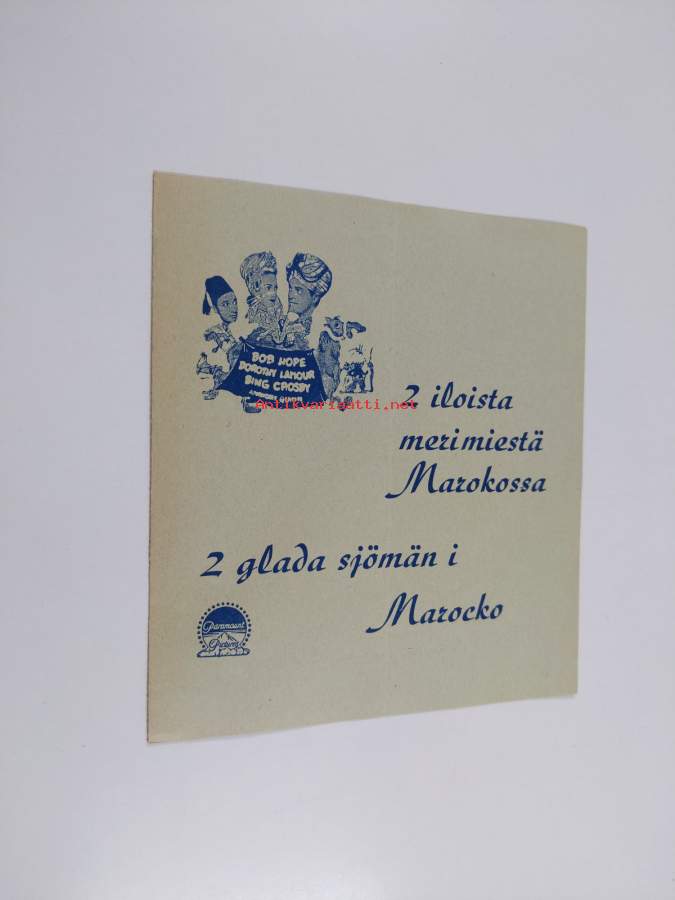 BOB HOPE
DOROTHY LAMOUR
BING CROSBY
antikvariaatti.net
2 iloista
merimiestä
Marokossa
2 glada sjömän i
Marocko
Paramount
Pictures